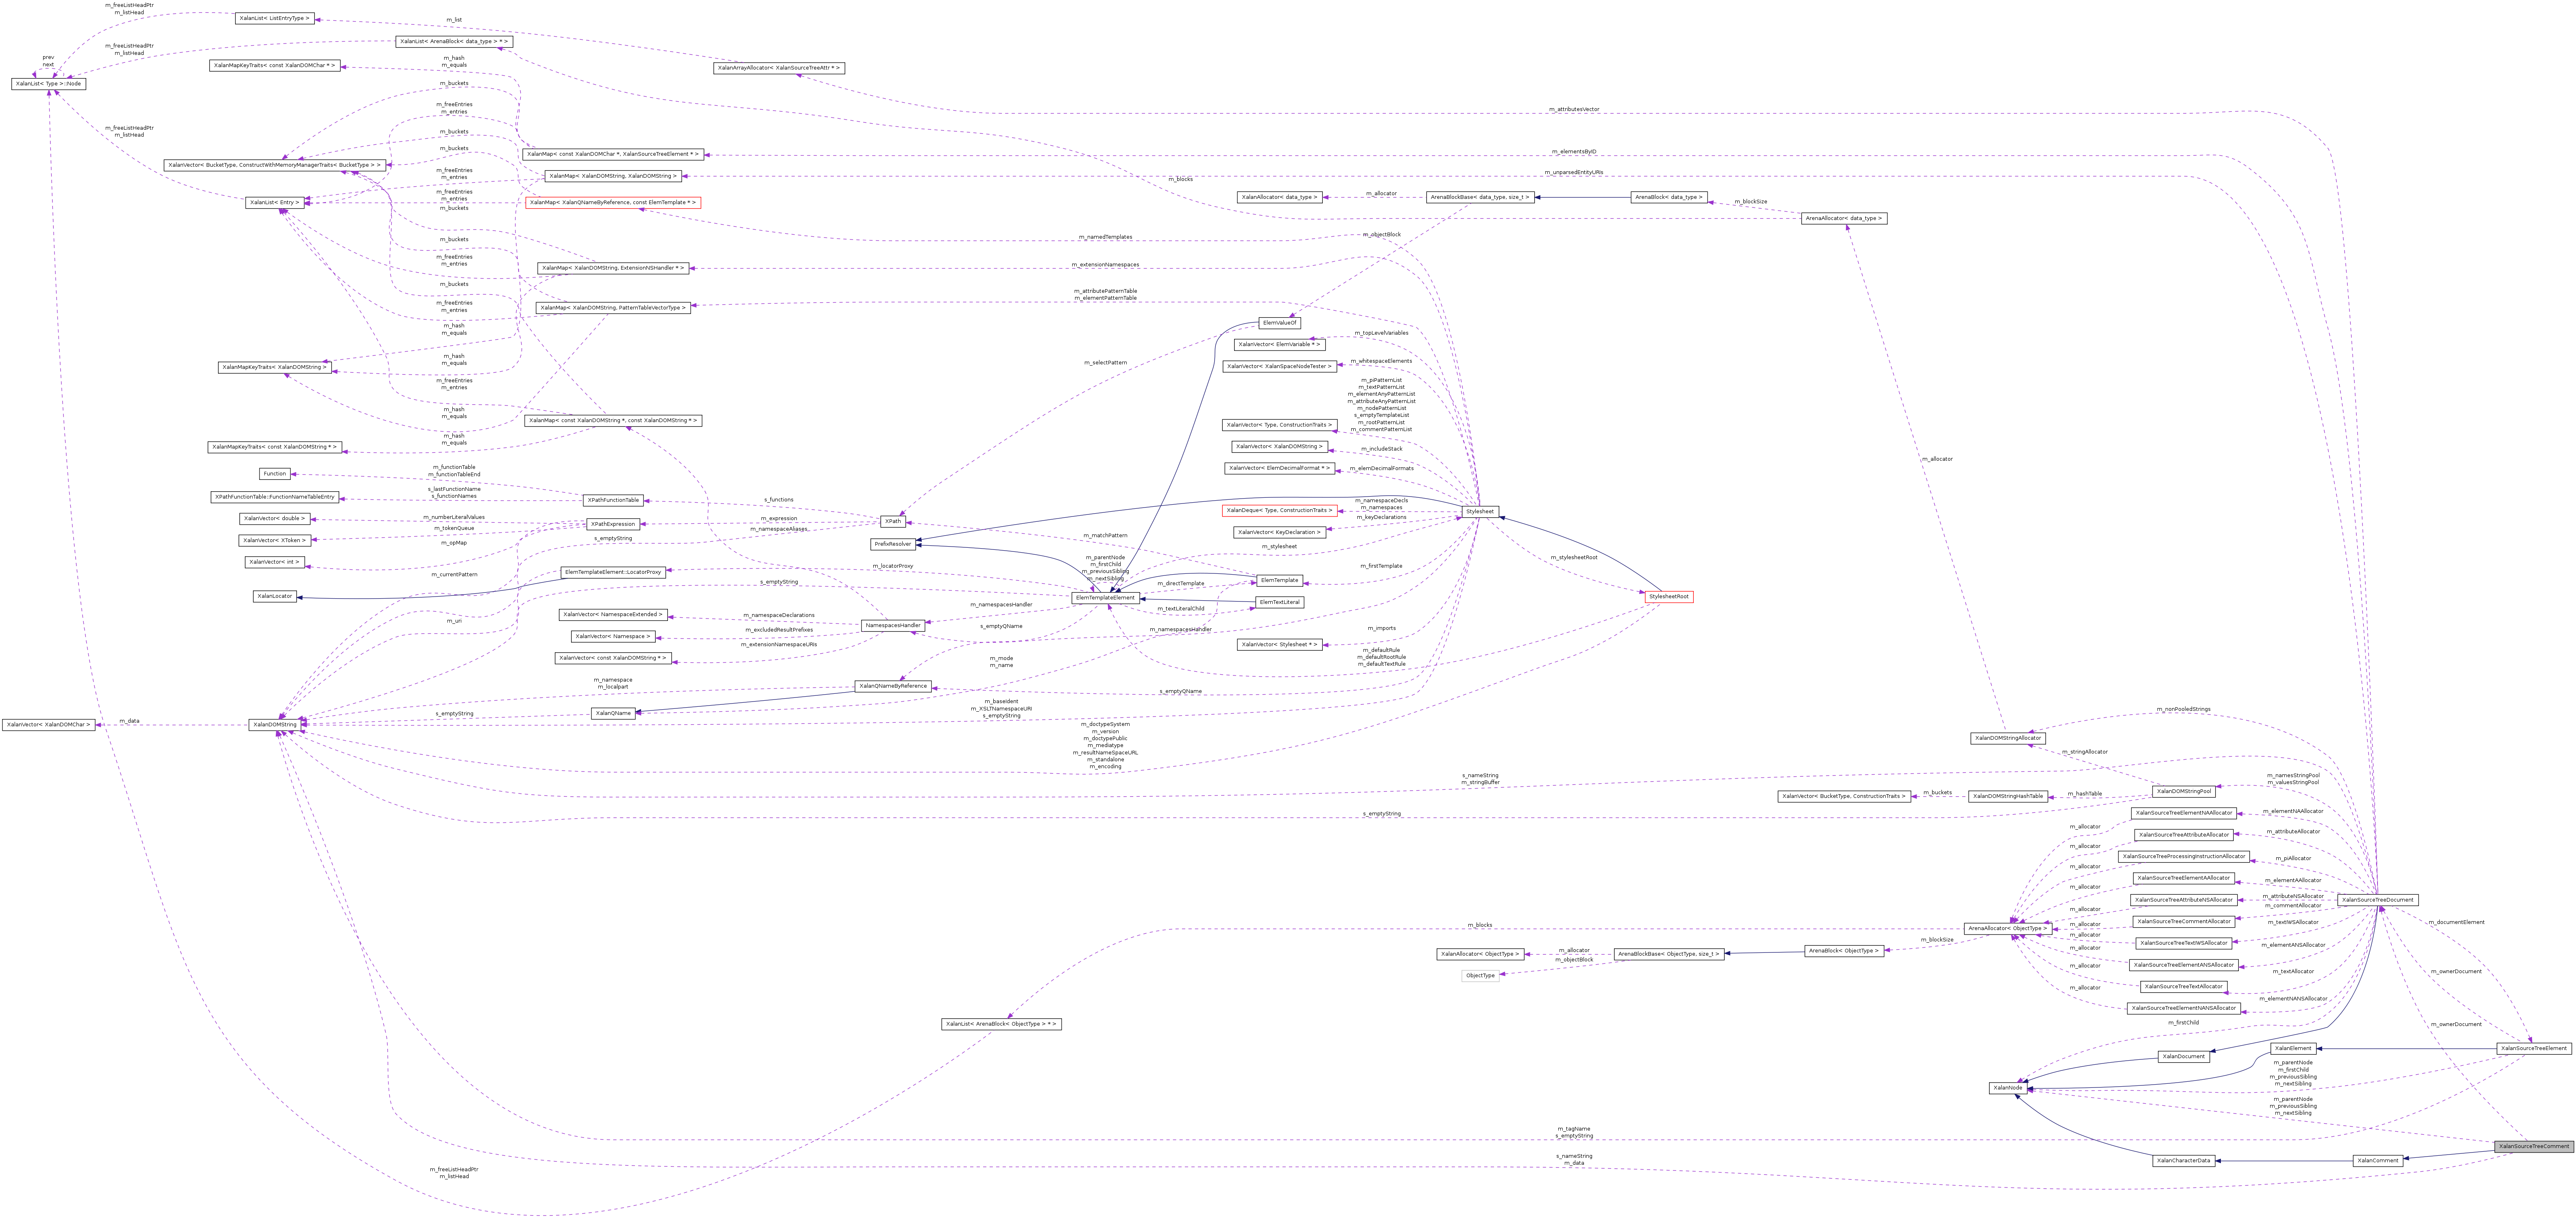 m_freeListHeadPtr
m_listHead
XalanList< ListEntryType >
m_list
m_freeListHeadPtr
m_listHead
XalanList< ArenaBlock< data_type > * >
prev
next
XalanMapKeyTraits< const XalanDOMChar * >
m_hash
m_equals
XalanArrayAllocator< XalanSourceTreeAttr * >
XalanList< Type >::Node
m_buckets
m_freeEntries
m_entries
m_attributesVector
m_freeListHeadPtr
m_listHead
m_buckets
m_buckets
XalanMap< const XalanDOMChar *, XalanSourceTreeElement * >
m_elementsByID
XalanVector< BucketType, ConstructWithMemoryManagerTraits< BucketType > >
m_freeEntries
m_entries
XalanMap< XalanDOMString, XalanDOMString >
m_blocks
m_unparsedEntityURIs
m_freeEntries
m_entries
XalanList< Entry >
XalanMap< XalanQNameByReference, const ElemTemplate * >
XalanAllocator< data_type >
m_allocator
ArenaBlockBase< data_type, size_t >
ArenaBlock< data_type >
m_blockSize
ArenaAllocator< data_type >
m_buckets
m_buckets
m_namedTemplates
m_objectBlock
m_freeEntries
m_entries
XalanMap< XalanDOMString, ExtensionNSHandler * >
m_extensionNamespaces
m_buckets
m_attributePatternTable
m_elementPatternTable
m_freeEntries
m_entries
XalanMap< XalanDOMString, PatternTableVectorType >
m_hash
m_equals
ElemValueOf
m_topLevelVariables
XalanVector< ElemVariable * >
m_hash
m_equals
XalanMapKeyTraits< XalanDOMString >
m_selectPattern
XalanVector< XalanSpaceNodeTester >
m_whitespaceElements
m_freeEntries
m_entries
m_piPatternList
m_textPatternList
m_elementAnyPatternList
m_attributeAnyPatternList
m_nodePatternList
s_emptyTemplateList
m_rootPatternList
m_commentPatternList
m_hash
m_equals
XalanMap< const XalanDOMString *, const XalanDOMString * >
XalanVector< Type, ConstructionTraits >
m_hash
m_equals
XalanMapKeyTraits< const XalanDOMString * >
XalanVector< XalanDOMString >
m_includeStack
m_allocator
Function
m_functionTable
m_functionTableEnd
XalanVector< ElemDecimalFormat * >
m_elemDecimalFormats
XPathFunctionTable::FunctionNameTableEntry
s_lastFunctionName
s_functionNames
XPathFunctionTable
s_functions
m_namespaceDecls
m_namespaces
XalanDeque< Type, ConstructionTraits >
Stylesheet
XalanVector< double >
m_numberLiteralValues
XPathExpression
m_expression
XPath
m_keyDeclarations
m_tokenQueue
m_namespaceAliases
XalanVector< KeyDeclaration >
XalanVector< XToken >
s_emptyString
m_matchPattern
m_opMap
PrefixResolver
m_stylesheet
XalanVector< int >
m_parentNode
m_firstChild
m_previousSibling
m_nextSibling
m_stylesheetRoot
m_currentPattern
ElemTemplateElement::LocatorProxy
m_locatorProxy
m_firstTemplate
s_emptyString
m_directTemplate
ElemTemplate
XalanLocator
ElemTemplateElement
StylesheetRoot
m_namespacesHandler
m_textLiteralChild
ElemTextLiteral
XalanVector< NamespaceExtended >
m_namespaceDeclarations
m_uri
NamespacesHandler
s_emptyQName
m_namespacesHandler
m_imports
XalanVector< Namespace >
m_excludedResultPrefixes
m_extensionNamespaceURIs
XalanVector< Stylesheet * >
XalanVector< const XalanDOMString * >
m_mode
m_name
m_defaultRule
m_defaultRootRule
m_defaultTextRule
m_namespace
m_localpart
XalanQNameByReference
s_emptyQName
m_baseIdent
m_XSLTNamespaceURI
s_emptyString
m_nonPooledStrings
s_emptyString
XalanQName
XalanVector< XalanDOMChar >
m_data
XalanDOMString
m_doctypeSystem
m_version
m_doctypePublic
m_mediatype
m_resultNameSpaceURL
m_standalone
m_encoding
XalanDOMStringAllocator
m_stringAllocator
s_nameString
m_stringBuffer
m_namesStringPool
m_valuesStringPool
XalanVector< BucketType, ConstructionTraits >
m_buckets
XalanDOMStringHashTable
m_hashTable
XalanDOMStringPool
s_emptyString
XalanSourceTreeElementNAAllocator
m_elementNAAllocator
m_allocator
XalanSourceTreeAttributeAllocator
m_attributeAllocator
m_allocator
XalanSourceTreeProcessingInstructionAllocator
m_piAllocator
m_allocator
XalanSourceTreeElementAAllocator
m_elementAAllocator
m_allocator
XalanSourceTreeAttributeNSAllocator
m_attributeNSAllocator
XalanSourceTreeDocument
m_allocator
m_commentAllocator
XalanSourceTreeCommentAllocator
m_allocator
m_textWSAllocator
m_documentElement
m_blocks
ArenaAllocator< ObjectType >
m_allocator
XalanSourceTreeTextWSAllocator
m_blockSize
m_elementANSAllocator
m_allocator
XalanAllocator< ObjectType >
m_allocator
ArenaBlockBase< ObjectType, size_t >
ArenaBlock< ObjectType >
m_objectBlock
m_allocator
XalanSourceTreeElementANSAllocator
m_textAllocator
m_ownerDocument
ObjectType
XalanSourceTreeTextAllocator
m_allocator
m_elementNANSAllocator
XalanSourceTreeElementNANSAllocator
XalanList< ArenaBlock< ObjectType > * >
m_firstChild
m_ownerDocument
XalanElement
XalanSourceTreeElement
XalanDocument
m_parentNode
m_firstChild
m_previousSibling
m_nextSibling
XalanNode
m_parentNode
m_previousSibling
m_nextSibling
m_tagName
s_emptyString
XalanSourceTreeComment
s_nameString
m_data
XalanCharacterData
XalanComment
m_freeListHeadPtr
m_listHead